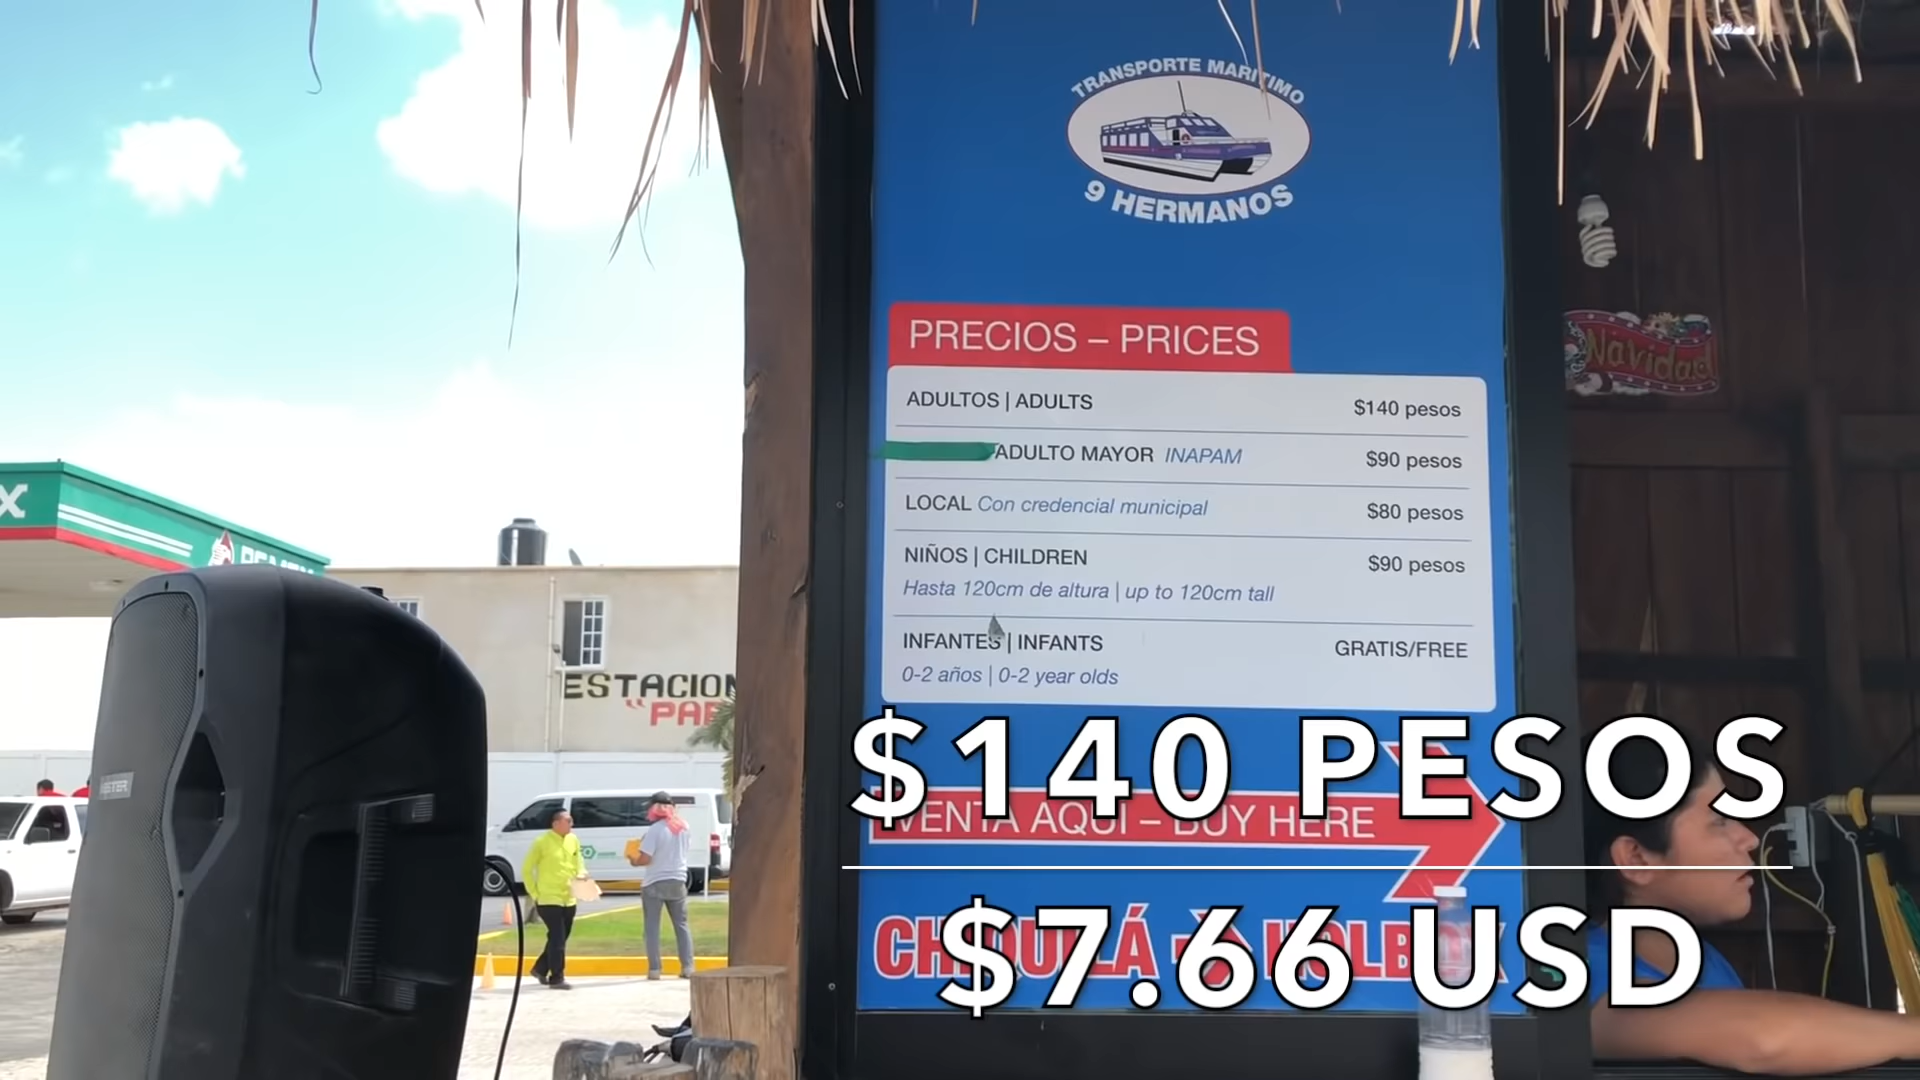 TRANSPORTE MARITIMO
9 HERMANOS
PRECIOS – PRICES
ADULTOS | ADULTS $140 pesos
ADULTO MAYOR INAPAM $90 pesos
LOCAL Con credencial municipal $80 pesos
NIÑOS | CHILDREN $90 pesos
Hasta 120cm de altura | up to 120cm tall
INFANTES | INFANTS GRATIS/FREE
0-2 años | 0-2 year olds
$140 PESOS
VENTA AQUÍ – BUY HERE
$7.66 USD
Navidad
ESTACION